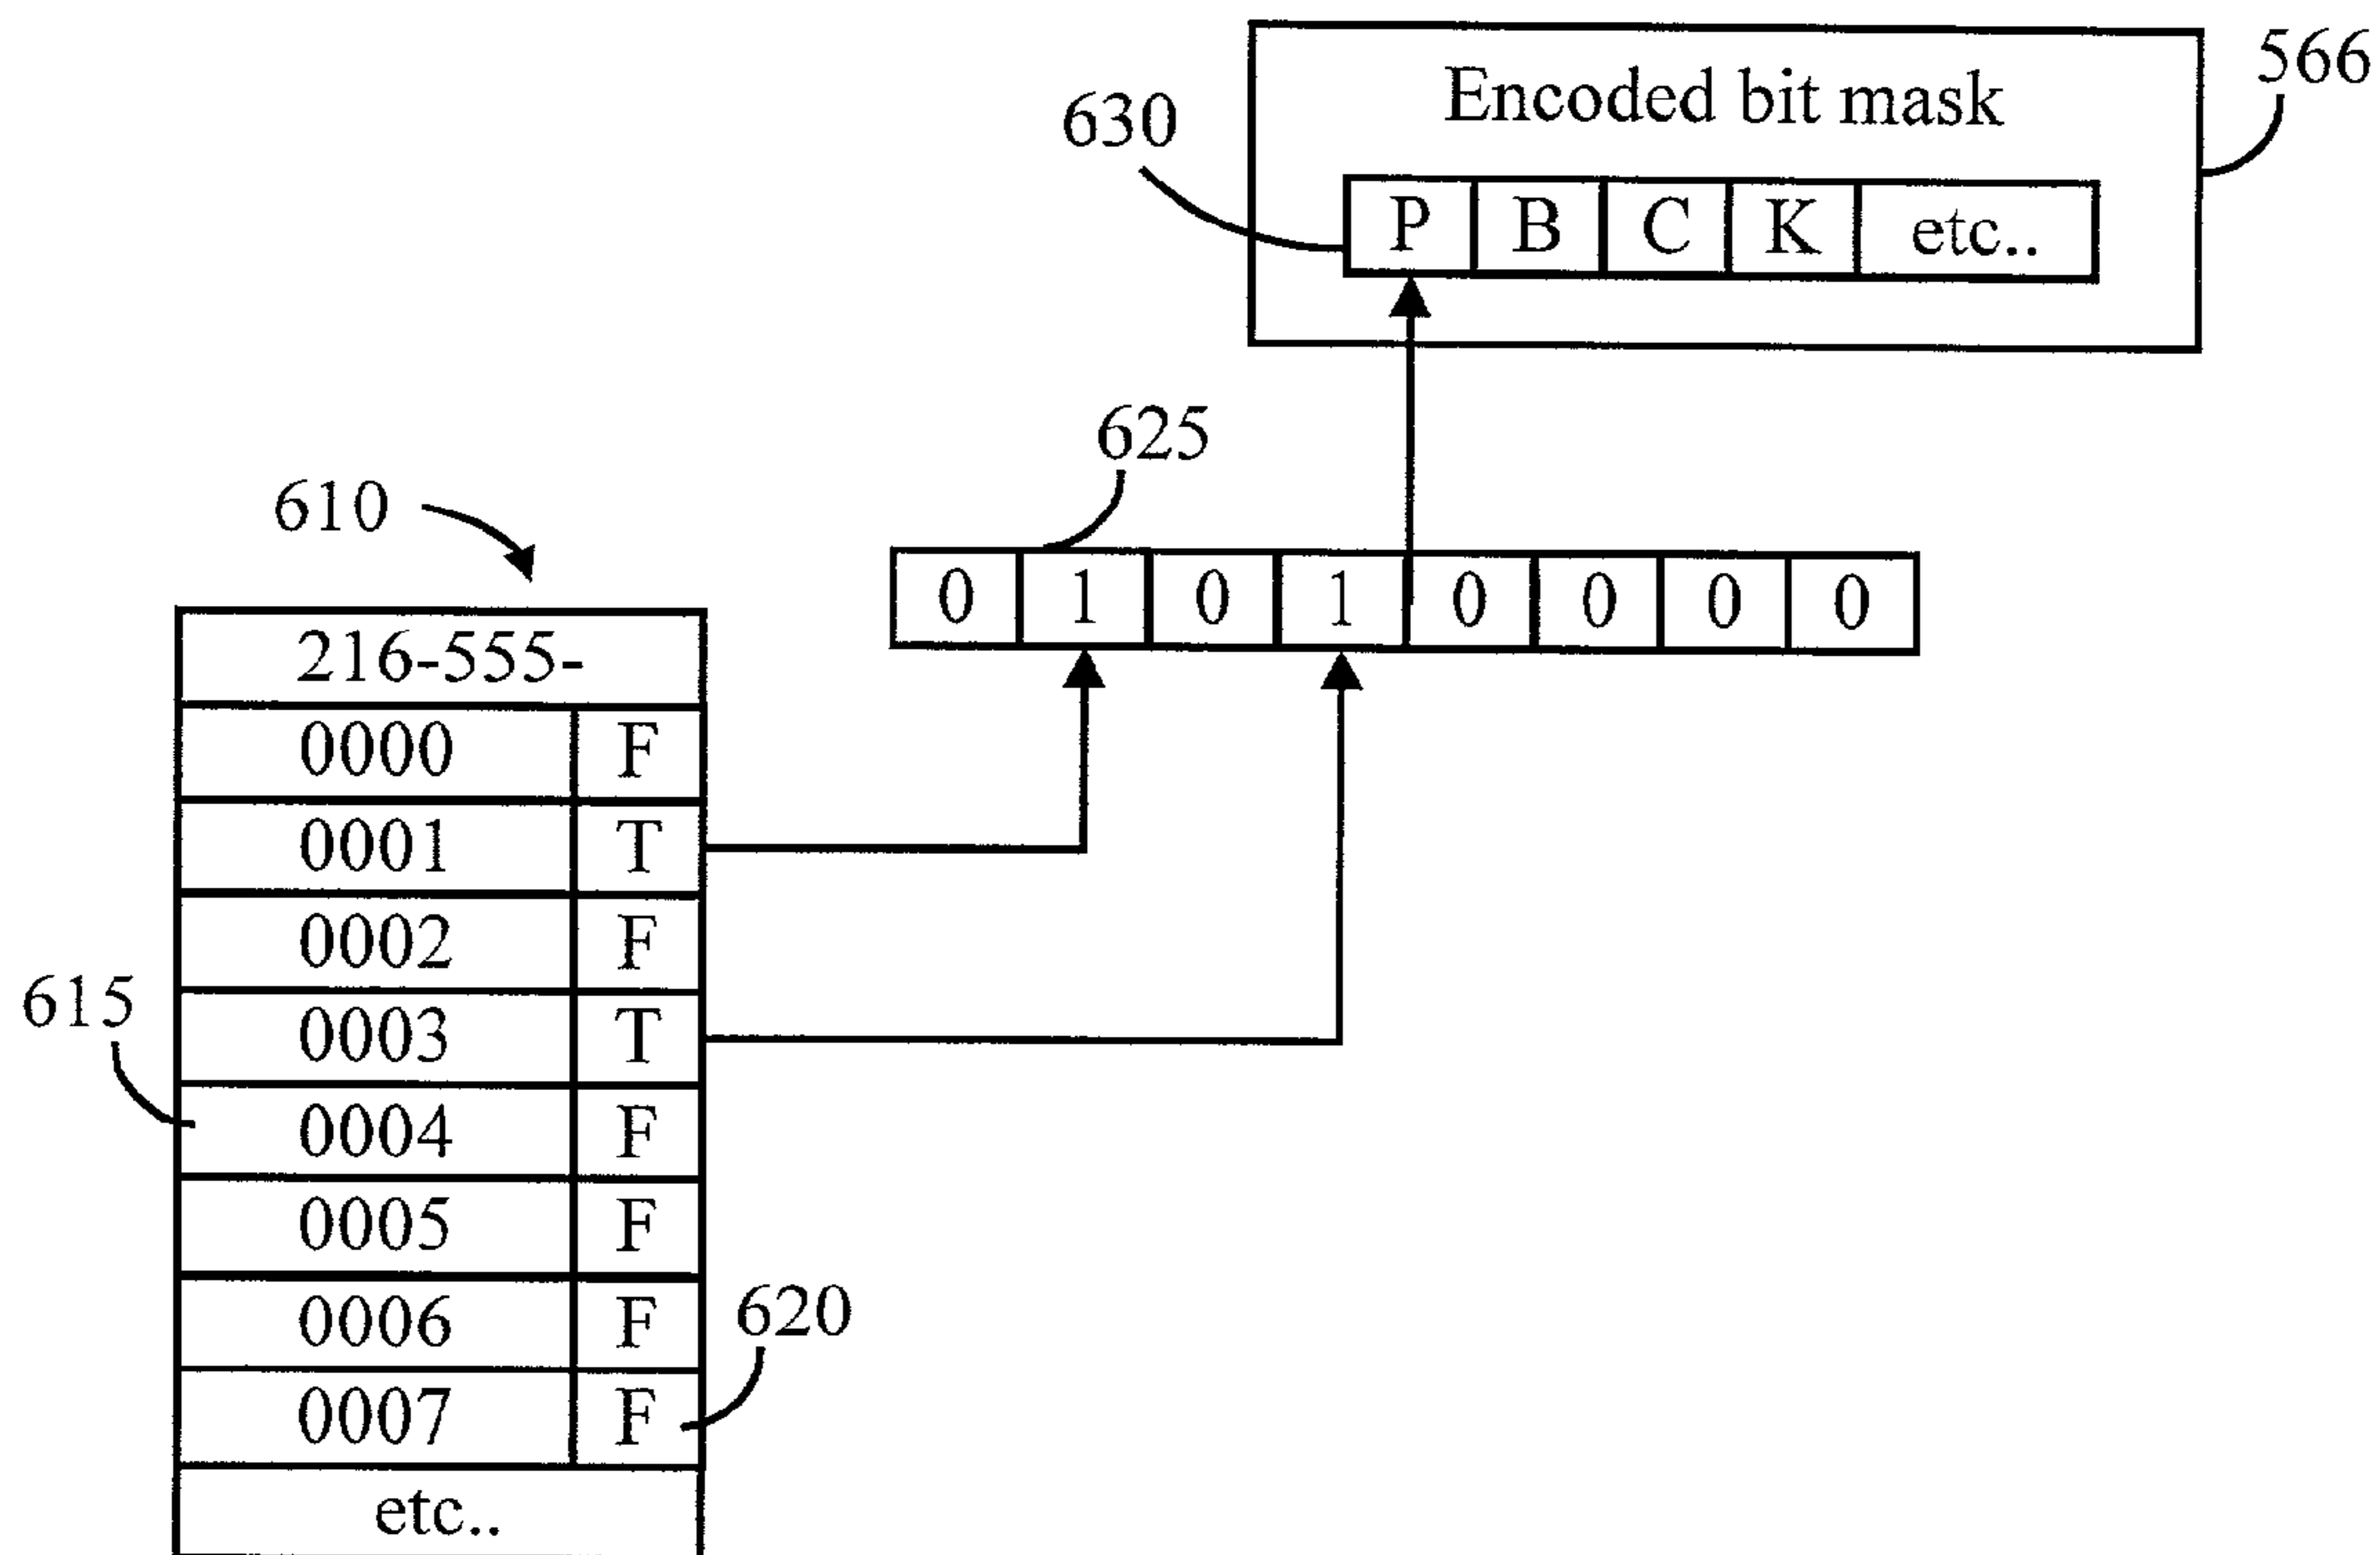 566
Encoded bit mask
630
P B C K etc..
625
610
0 1 0 1 0 0 0 0
216-555-
0000 F
0001 T
0002 F
615
0003 T
0004 F
0005 F
0006 F
620
0007 F
etc..